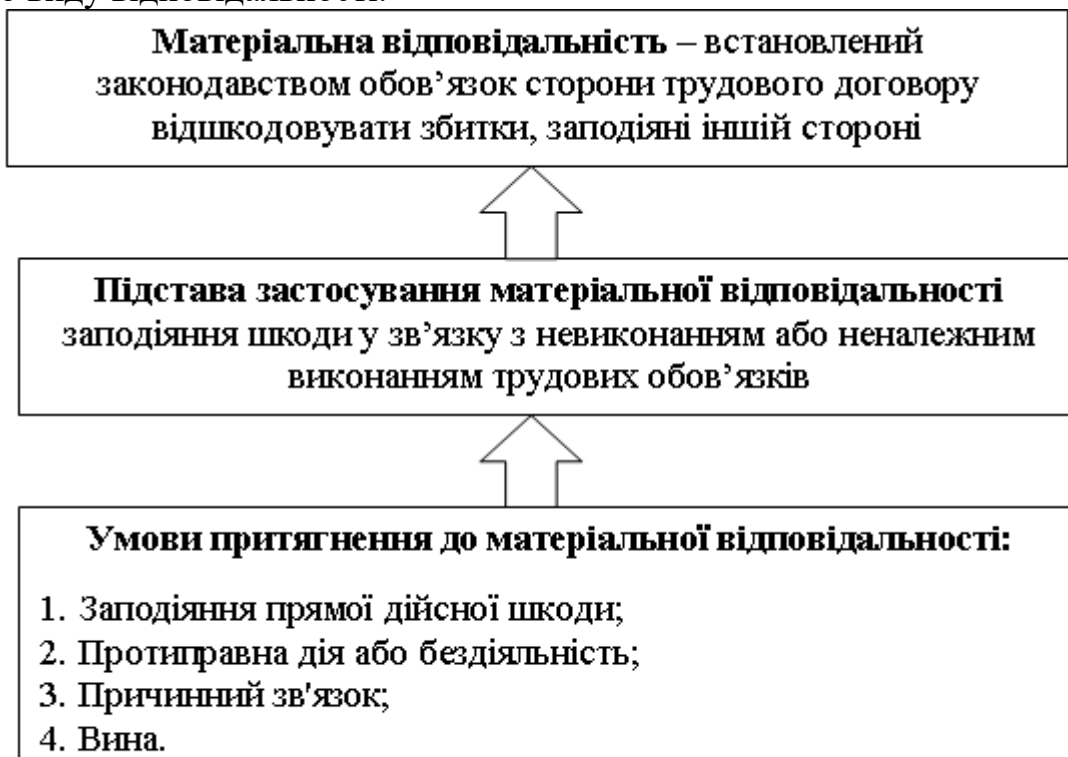 виду відповідальності.
Матеріальна відповідальність – встановлений
законодавством обов’язок сторони трудового договору
відшкодовувати збитки, заподіяні іншій стороні
Підстава застосування матеріальної відповідальності
заподіяння шкоди у зв’язку з невиконанням або неналежним
виконанням трудових обов’язків
Умови притягнення до матеріальної відповідальності:
1. Заподіяння прямої дійсної шкоди;
2. Протиправна дія або бездіяльність;
3. Причинний зв'язок;
4. Вина.